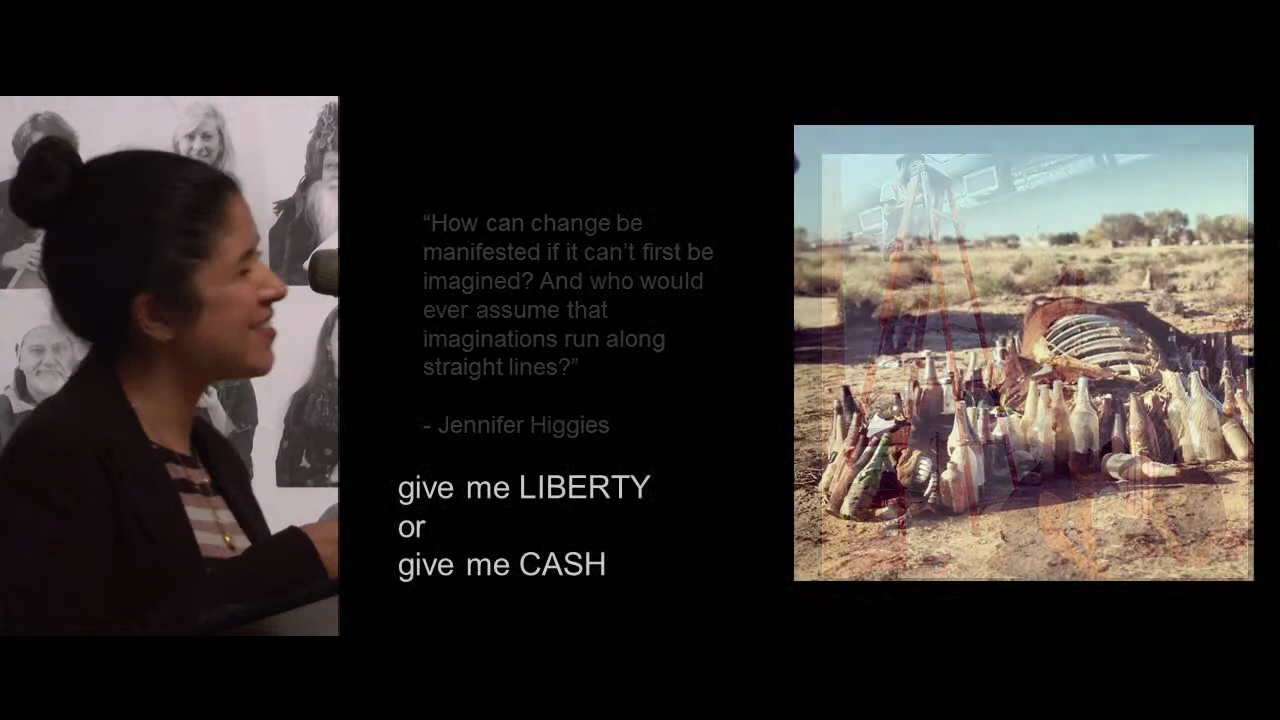 “How can change be
manifested if it can’t first be
imagined? And who would
ever assume that
imaginations run along
straight lines?”
- Jennifer Higgies
give me LIBERTY
or
give me CASH